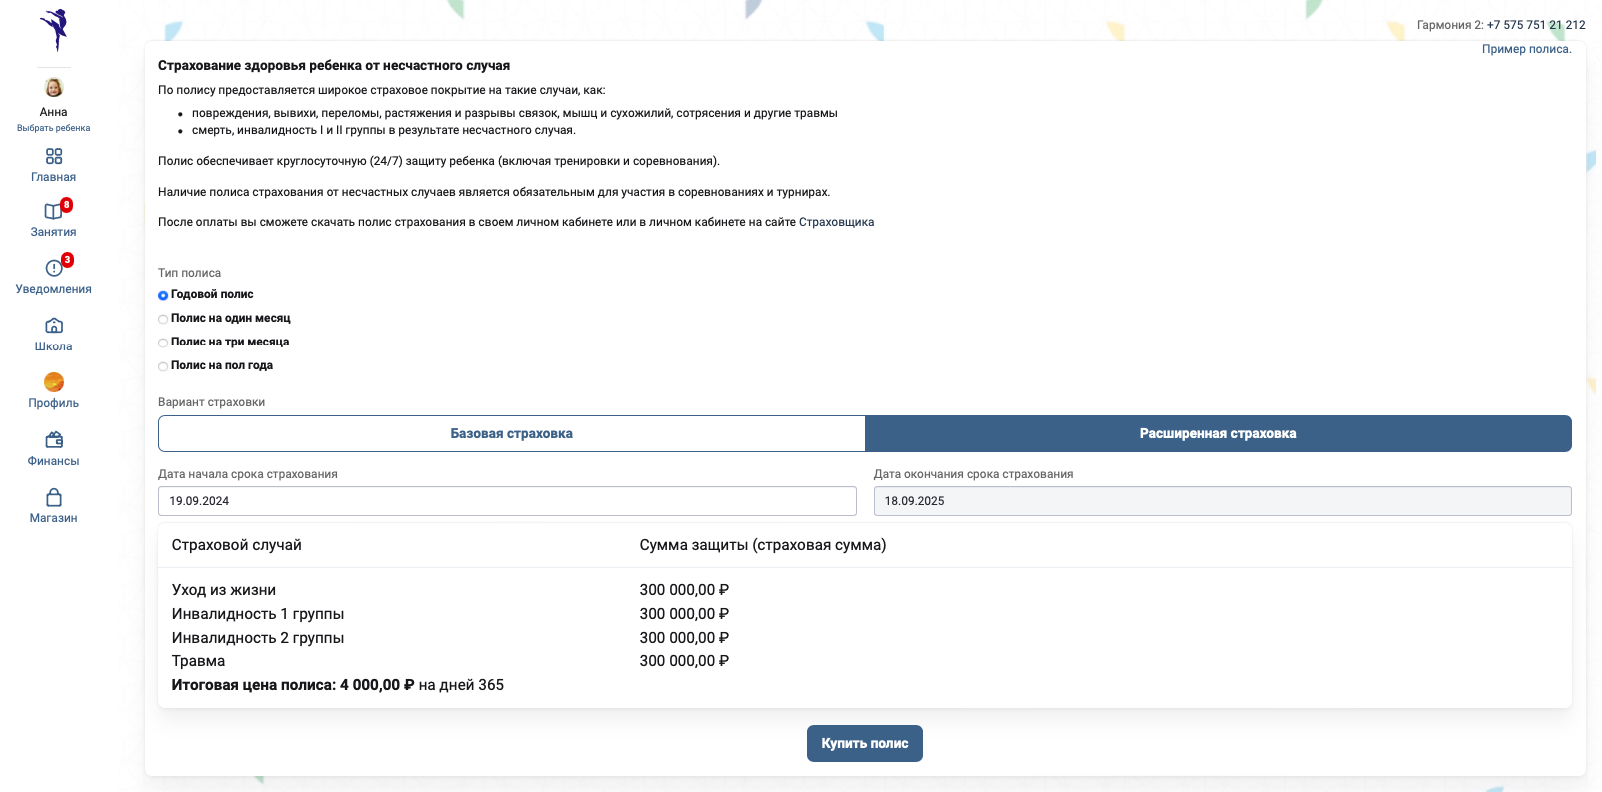 Гармония 2: +7 575 751 21 212
Пример полиса.
Анна
Выбрать ребенка
Главная
8
Занятия
3
Уведомления
Школа
Профиль
Финансы
Магазин
Страхование здоровья ребенка от несчастного случая
По полису предоставляется широкое страховое покрытие на такие случаи, как:
• повреждения, вывихи, переломы, растяжения и разрывы связок, мышц и сухожилий, сотрясения и другие травмы
• смерть, инвалидность I и II группы в результате несчастного случая.
Полис обеспечивает круглосуточную (24/7) защиту ребенка (включая тренировки и соревнования).
Наличие полиса страхования от несчастных случаев является обязательным для участия в соревнованиях и турнирах.
После оплаты вы сможете скачать полис страхования в своем личном кабинете или в личном кабинете на сайте Страховщика
Тип полиса
Годовой полис
Полис на один месяц
Полис на три месяца
Полис на пол года
Вариант страховки
Базовая страховка Расширенная страховка
Дата начала срока страхования Дата окончания срока страхования
19.09.2024 18.09.2025
Страховой случай Сумма защиты (страховая сумма)
Уход из жизни 300 000,00 ₽
Инвалидность 1 группы 300 000,00 ₽
Инвалидность 2 группы 300 000,00 ₽
Травма 300 000,00 ₽
Итоговая цена полиса: 4 000,00 ₽ на дней 365
Купить полис